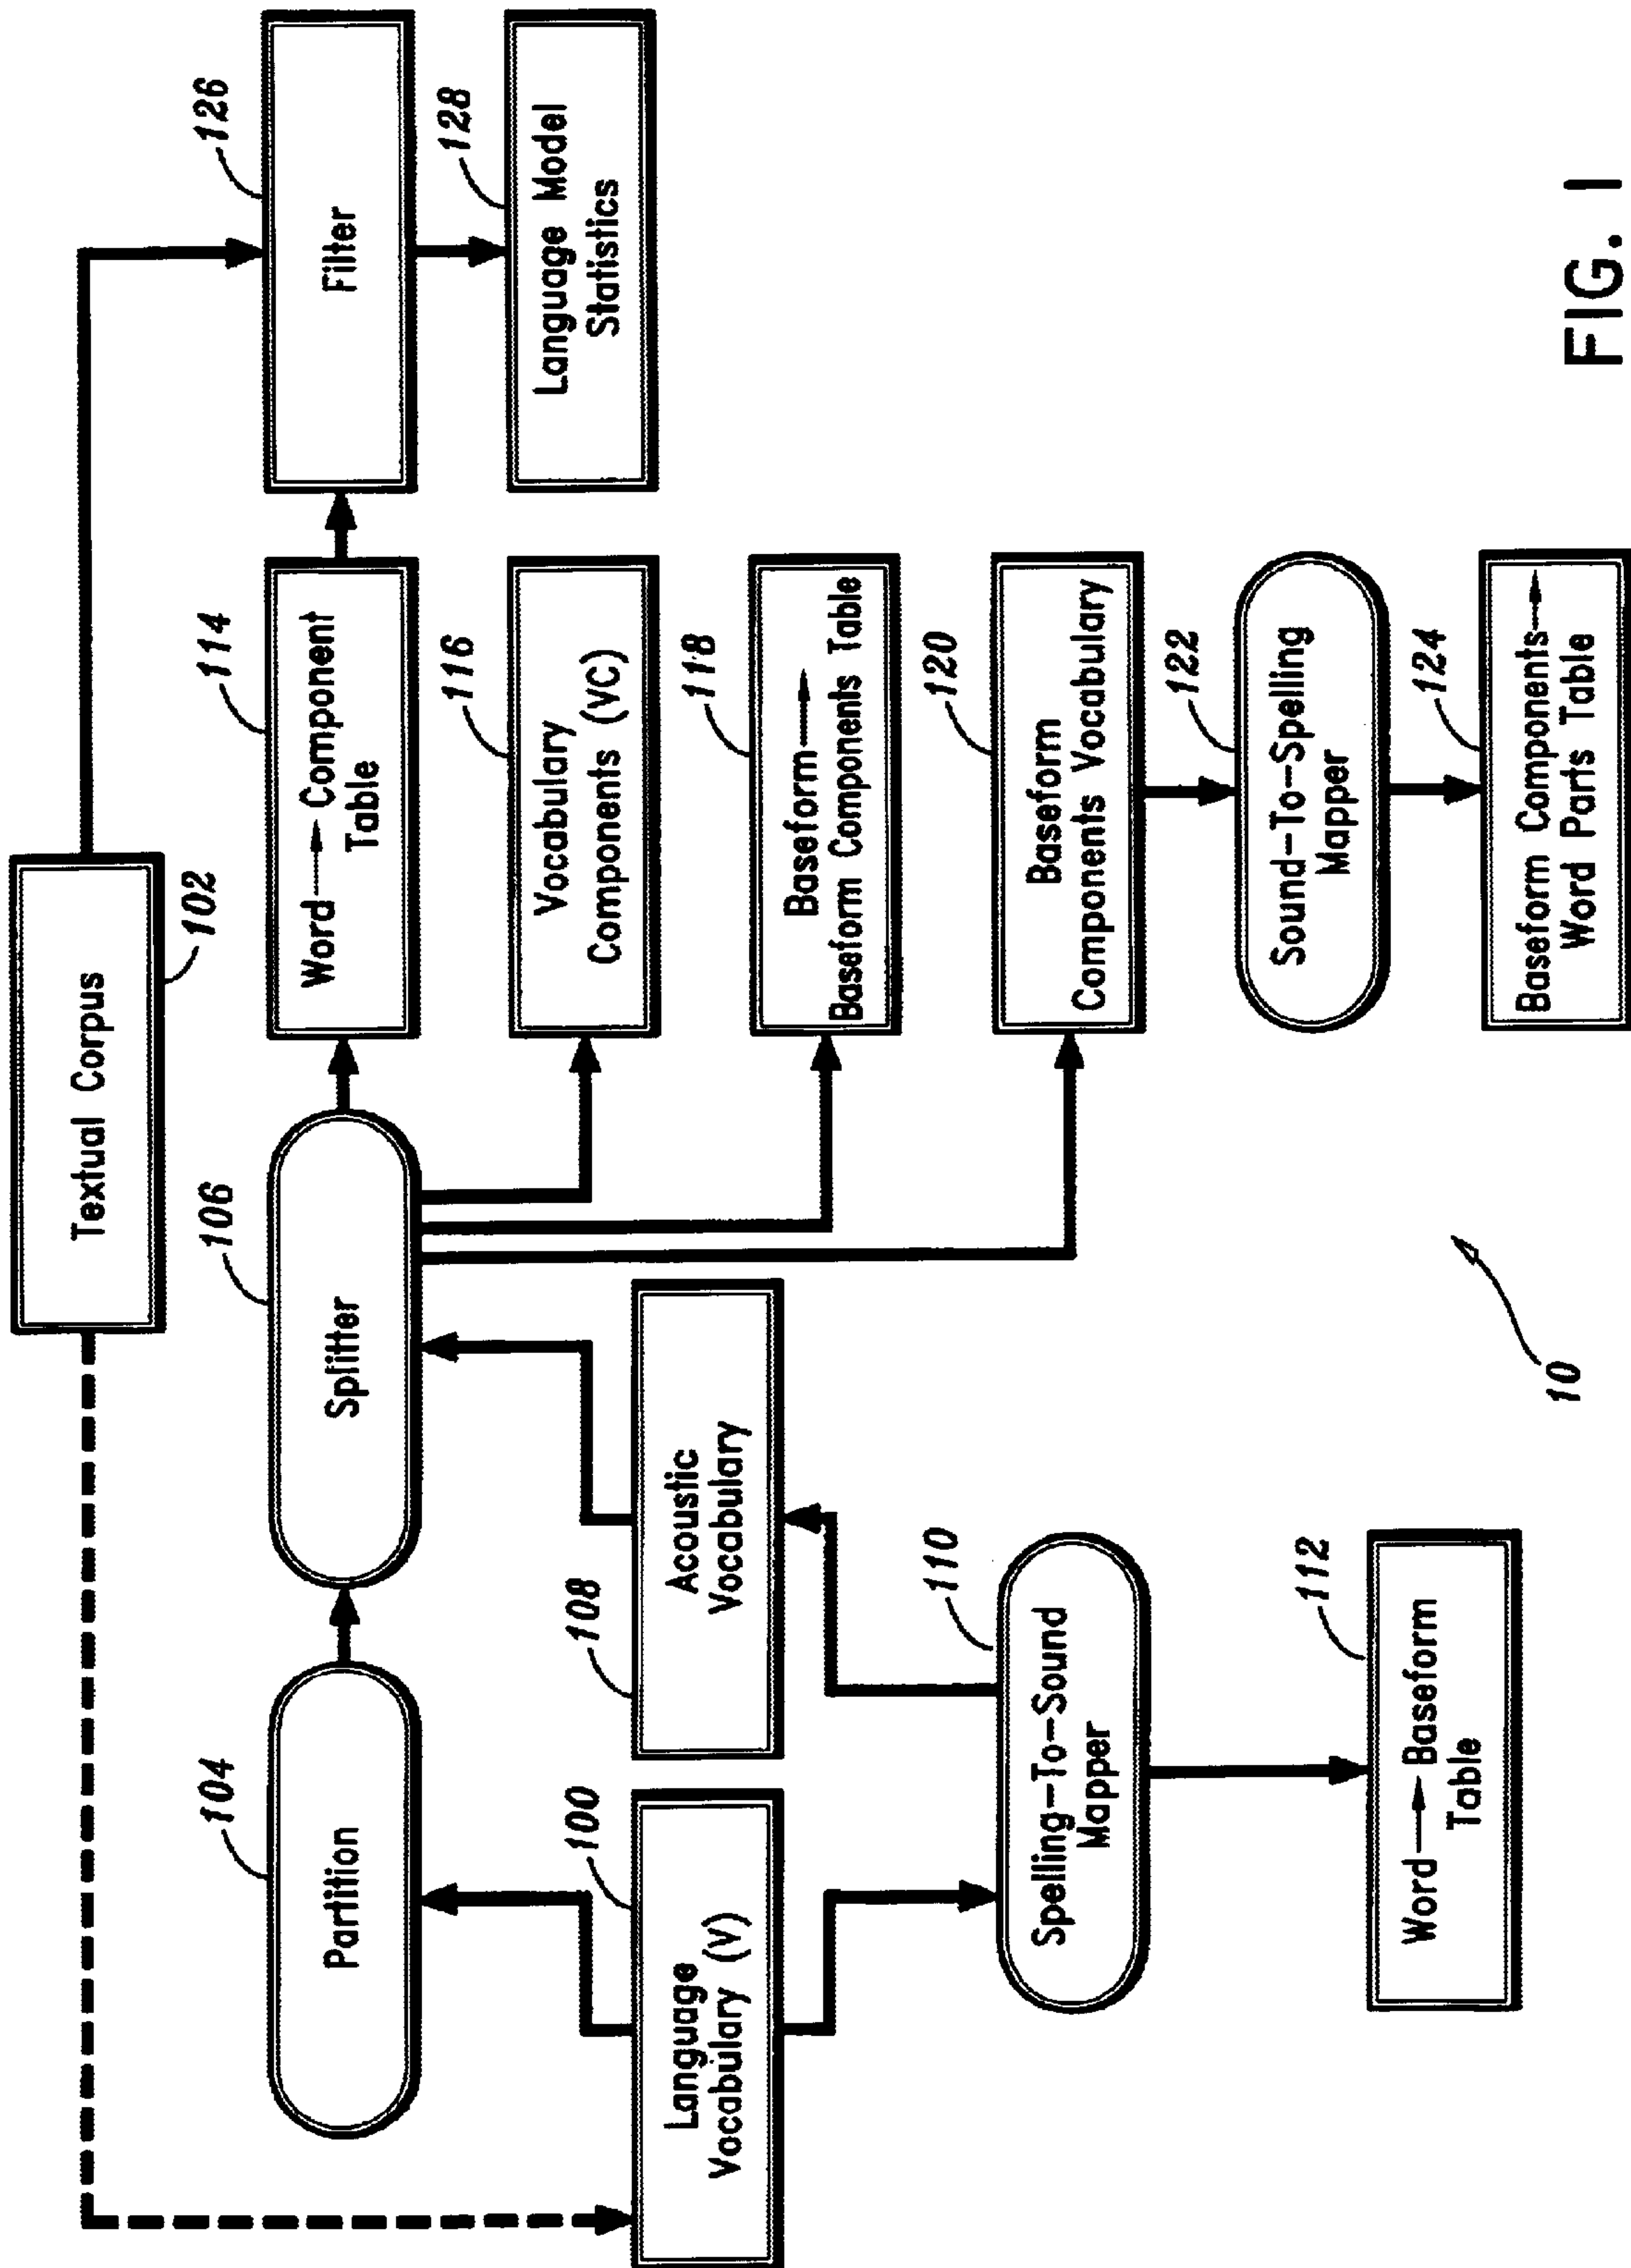 Textual Corpus
102
104
Partition
106
Splitter
114
Word → Component
Table
126
Filter
100
Language
Vocabulary (V)
108
Acoustic
Vocabulary
116
Vocabulary
Components (VC)
128
Language Model
Statistics
118
Baseform →
Baseform Components Table
110
Spelling-To-Sound
Mapper
120
Baseform
Components Vocabulary
122
Sound-To-Spelling
Mapper
112
Word → Baseform
Table
124
Baseform Components →
Word Parts Table
10
FIG. 1